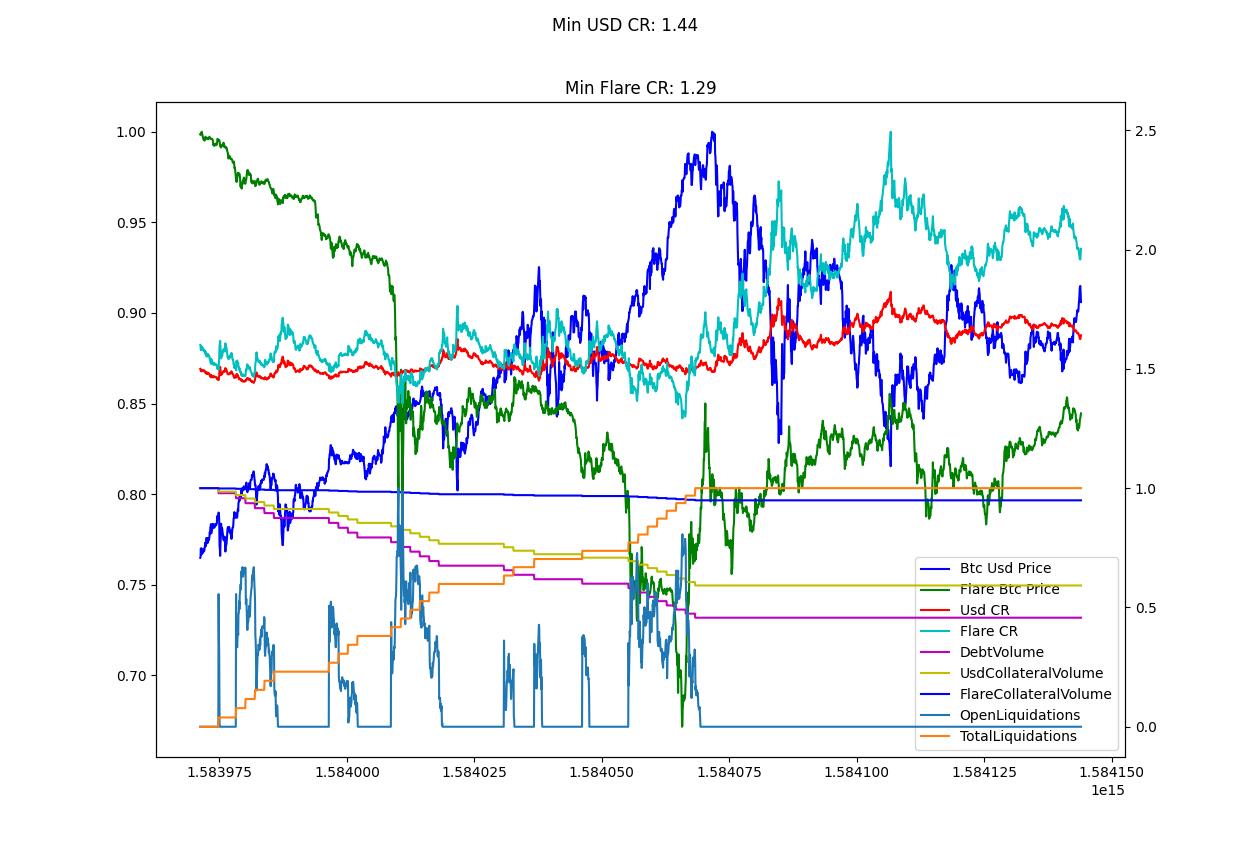 Min USD CR: 1.44
Min Flare CR: 1.29
1.00
0.95
0.90
0.85
0.80
0.75
0.70
2.5
2.0
1.5
1.0
0.5
0.0
Btc Usd Price
Flare Btc Price
Usd CR
Flare CR
DebtVolume
UsdCollateralVolume
FlareCollateralVolume
OpenLiquidations
TotalLiquidations
1.583975 1.584000 1.584025 1.584050 1.584075 1.584100 1.584125 1.584150
1e15